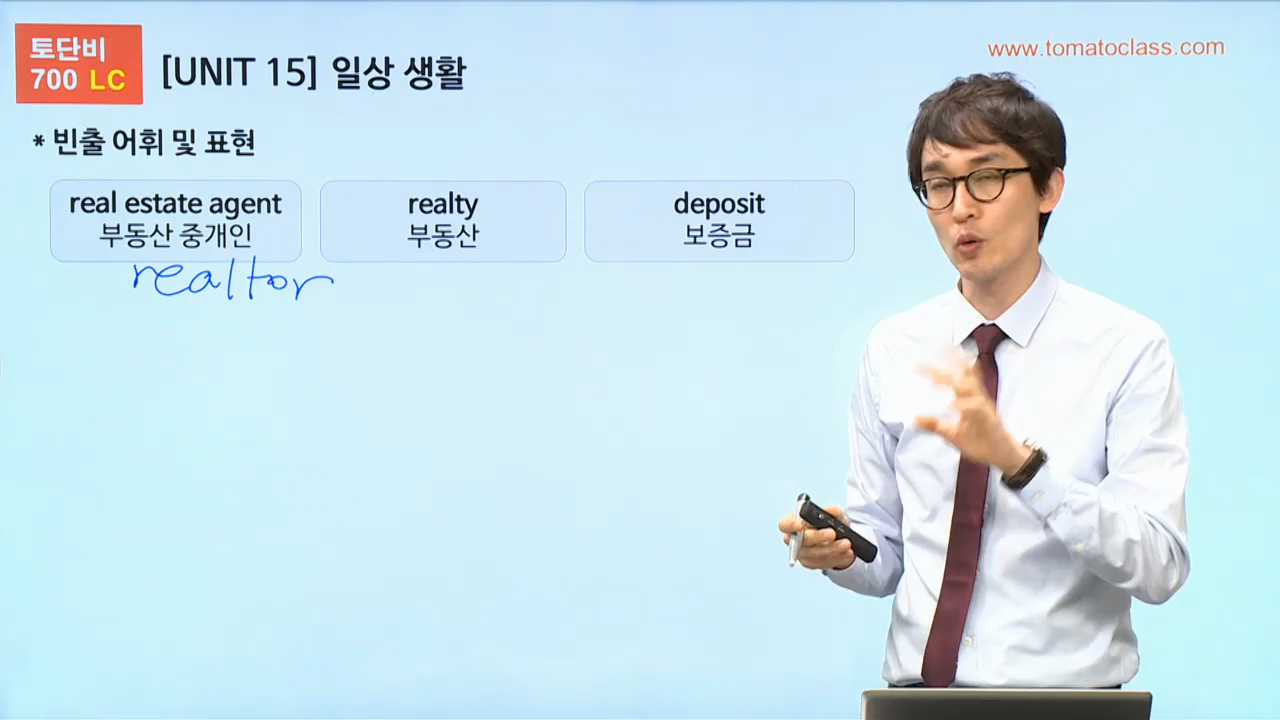 토단비
700 LC
[UNIT 15] 일상 생활
www.tomatoclass.com
* 빈출 어휘 및 표현
real estate agent
부동산 중개인
realty
부동산
deposit
보증금
realtor